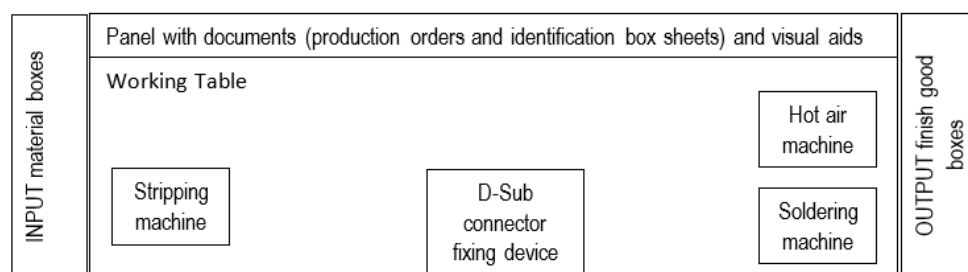 INPUT material boxes
Panel with documents (production orders and identification box sheets) and visual aids
Working Table
Stripping
machine
D-Sub
connector
fixing device
Hot air
machine
Soldering
machine
OUTPUT finish good
boxes